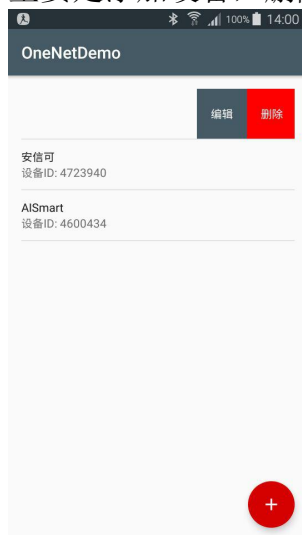 100% 14:00
OneNetDemo
编辑 删除
安信可
设备ID: 4723940
AISmart
设备ID: 4600434
+